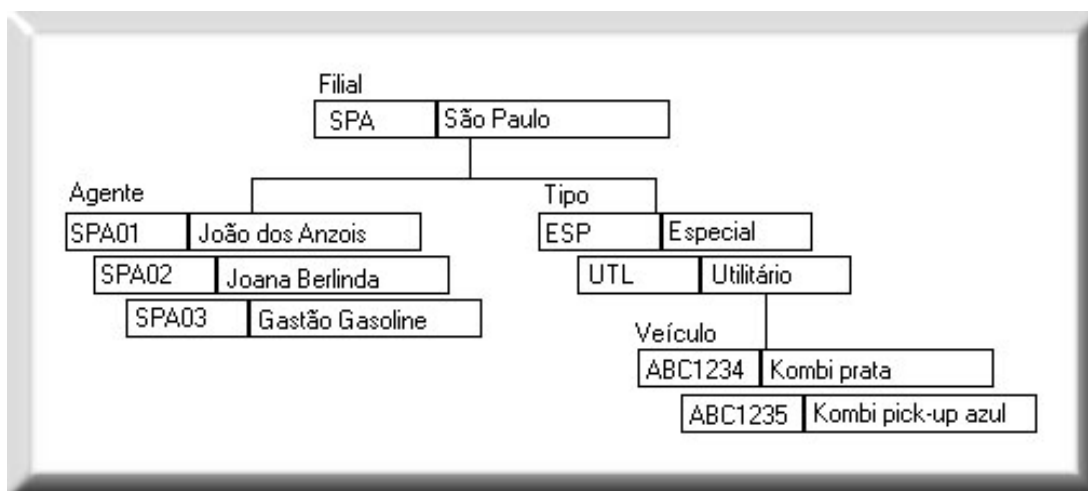 Filial
SPA São Paulo
Agente Tipo
SPA01 João dos Anzois ESP Especial
SPA02 Joana Berlinda UTL Utilitário
SPA03 Gastão Gasoline
Veículo
ABC1234 Kombi prata
ABC1235 Kombi pick-up azul